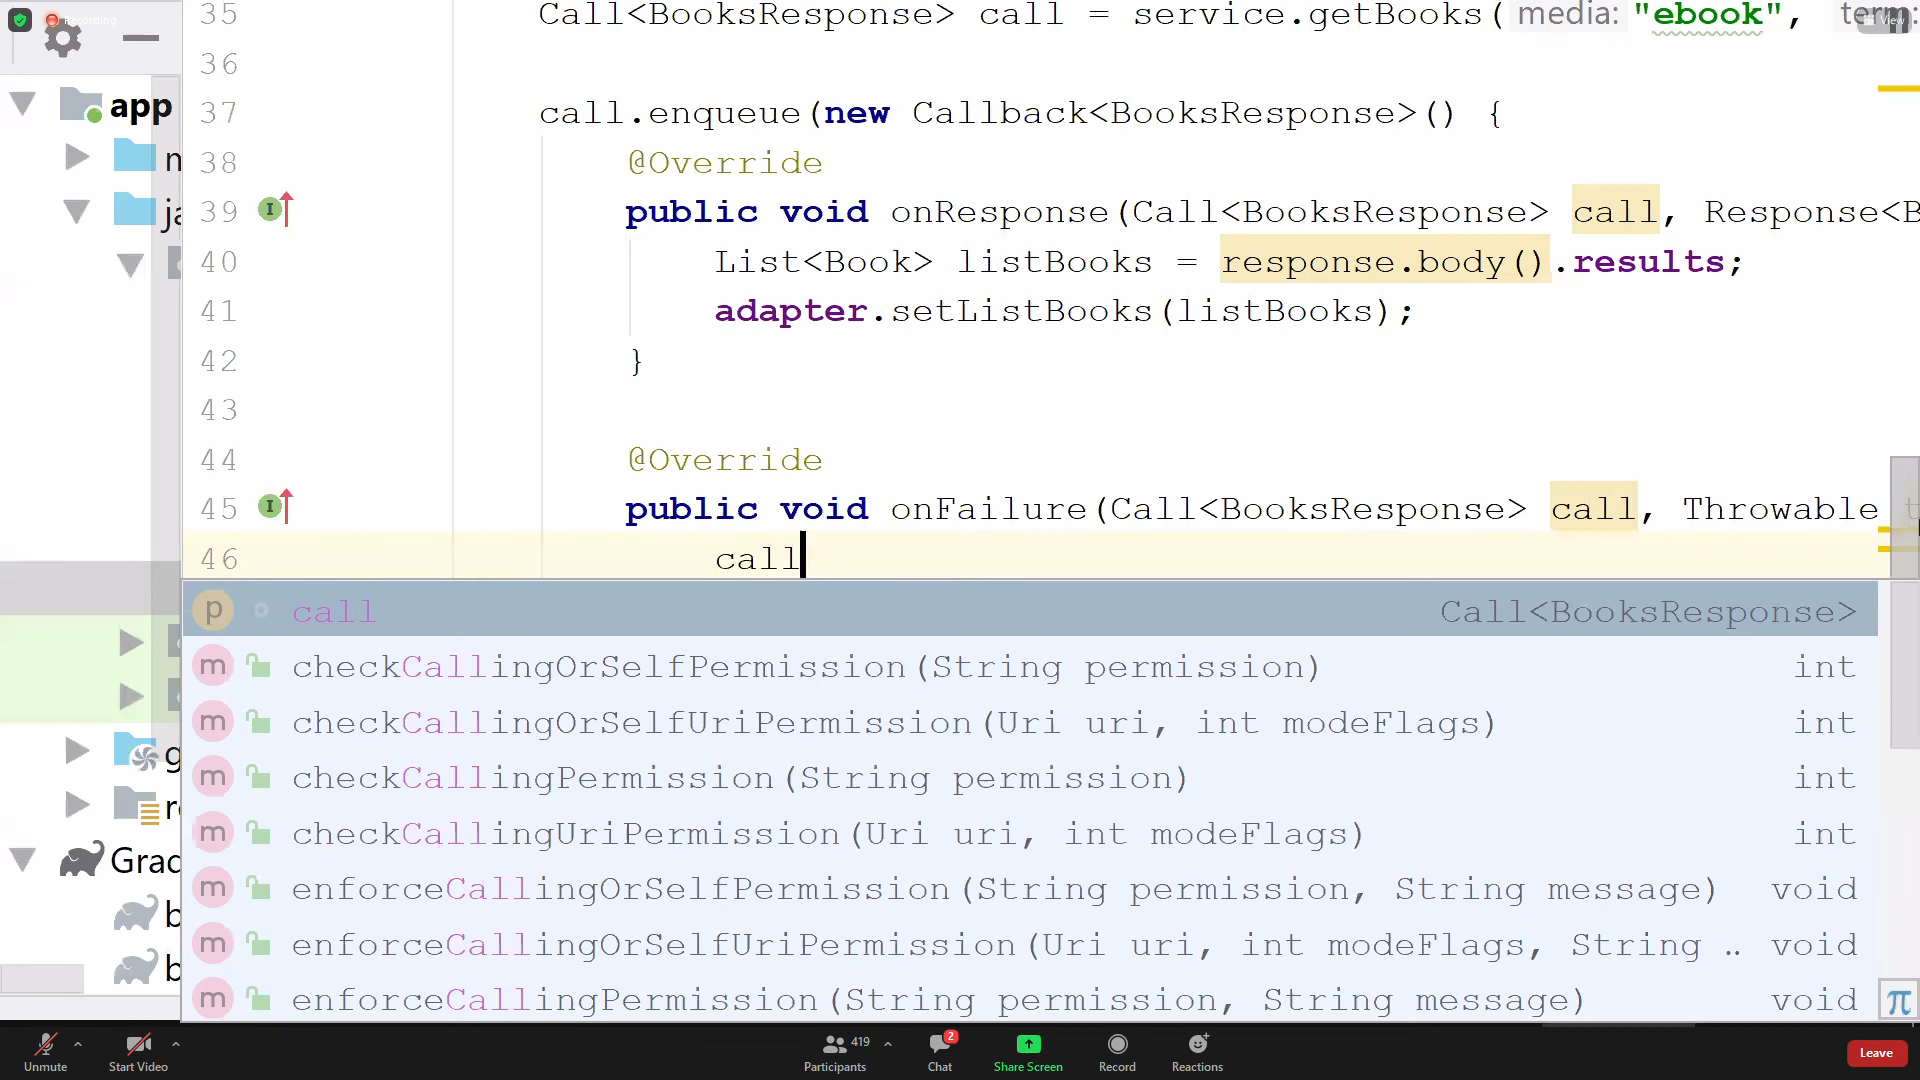 Recording
View
app
35 Call<BooksResponse> call = service.getBooks( media: "ebook", term:
36
37 call.enqueue(new Callback<BooksResponse>() {
38 @Override
39 public void onResponse(Call<BooksResponse> call, Response<B
40 List<Book> listBooks = response.body().results;
41 adapter.setListBooks(listBooks);
42 }
43
44 @Override
45 public void onFailure(Call<BooksResponse> call, Throwable t
46 call
p call Call<BooksResponse>
m checkCallingOrSelfPermission(String permission) int
m checkCallingOrSelfUriPermission(Uri uri, int modeFlags) int
m checkCallingPermission(String permission) int
m checkCallingUriPermission(Uri uri, int modeFlags) int
m enforceCallingOrSelfPermission(String permission, String message) void
m enforceCallingOrSelfUriPermission(Uri uri, int modeFlags, String .. void
m enforceCallingPermission(String permission, String message) void
Grad
π
Unmute
Start Video
419
Participants
2
Chat
Share Screen
Record
Reactions
Leave